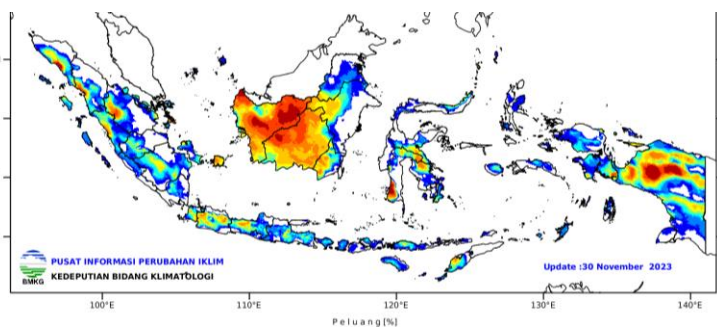 PUSAT INFORMASI PERUBAHAN IKLIM
KEDEPUTIAN BIDANG KLIMATOLOGI
BMKG
Update :30 November 2023
100°E 110°E 120°E 130°E 140°E
Peluang[%]